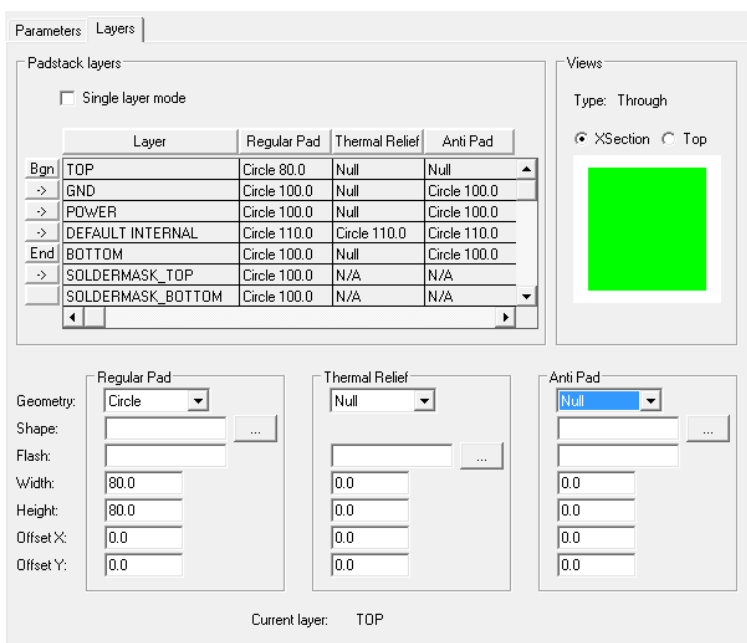 Parameters Layers
Padstack layers
Single layer mode
Layer Regular Pad Thermal Relief Anti Pad
Bgn TOP Circle 80.0 Null Null
-> GND Circle 100.0 Null Circle 100.0
-> POWER Circle 100.0 Null Circle 100.0
-> DEFAULT INTERNAL Circle 110.0 Circle 110.0 Circle 110.0
End BOTTOM Circle 100.0 Null Circle 100.0
-> SOLDERMASK_TOP Circle 100.0 N/A N/A
SOLDERMASK_BOTTOM Circle 100.0 N/A N/A
Views
Type: Through
XSection Top
Regular Pad Thermal Relief Anti Pad
Geometry: Circle Null Null
Shape: ... ...
Flash: ...
Width: 80.0 0.0 0.0
Height: 80.0 0.0 0.0
Offset X: 0.0 0.0 0.0
Offset Y: 0.0 0.0 0.0
Current layer: TOP